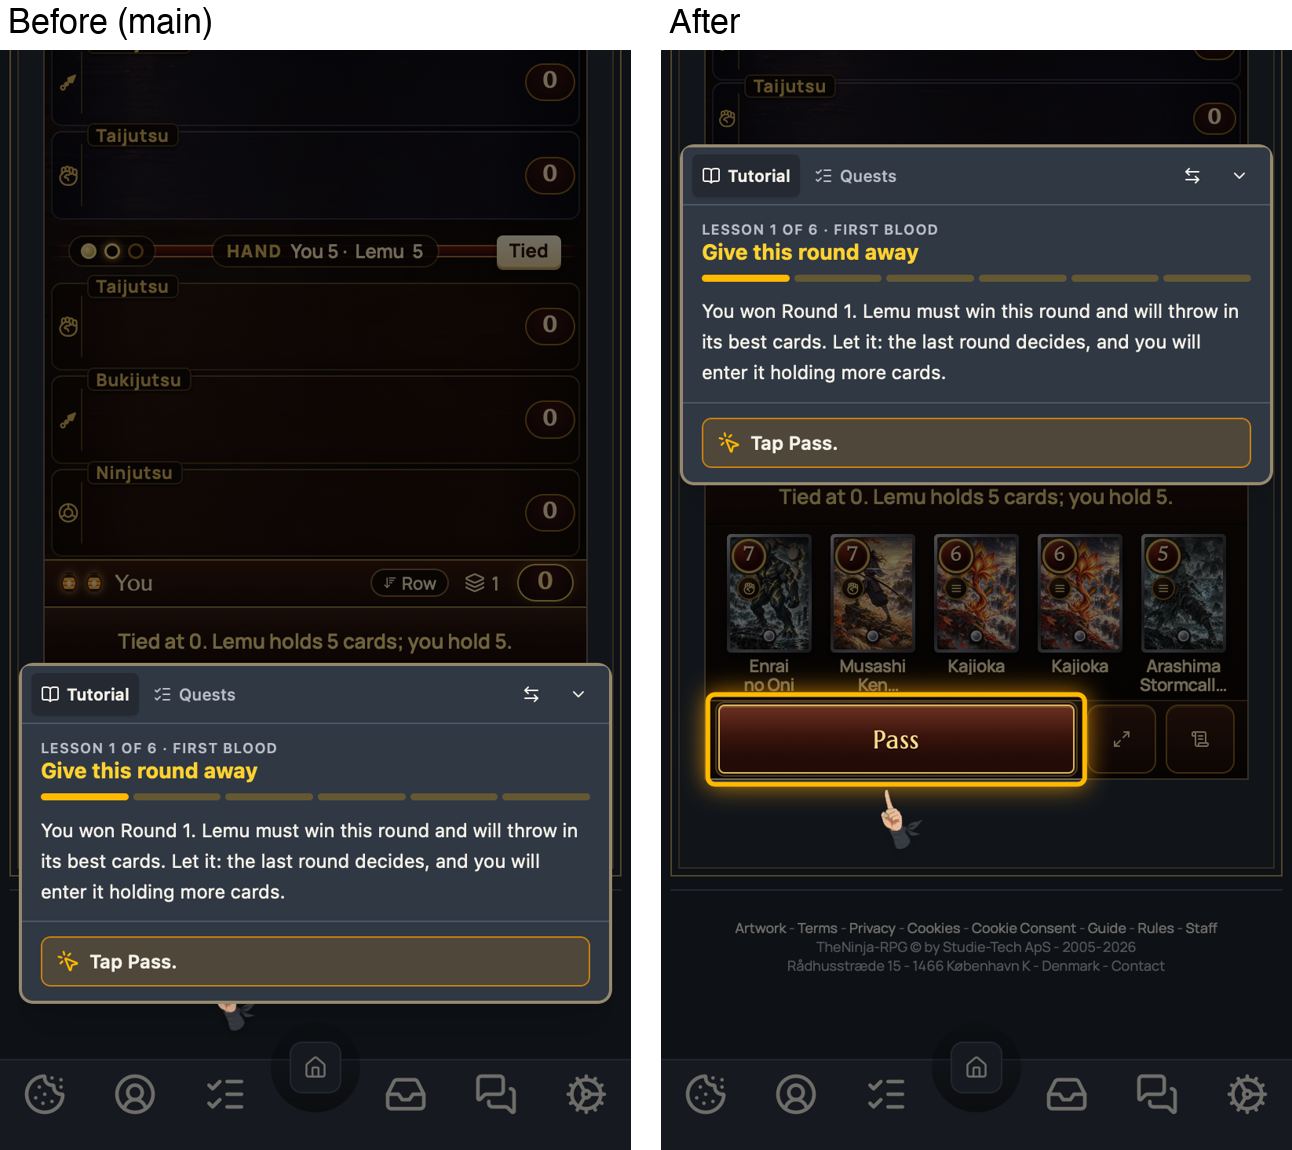 Before (main)
0
Taijutsu
0
HAND You 5 · Lemu 5
Tied
Taijutsu
0
Bukijutsu
0
Ninjutsu
0
You
Row
1
0
Tied at 0. Lemu holds 5 cards; you hold 5.
Tutorial
Quests
LESSON 1 OF 6 · FIRST BLOOD
Give this round away
You won Round 1. Lemu must win this round and will throw in
its best cards. Let it: the last round decides, and you will
enter it holding more cards.
Tap Pass.
After
Taijutsu
0
Tutorial
Quests
LESSON 1 OF 6 · FIRST BLOOD
Give this round away
You won Round 1. Lemu must win this round and will throw in
its best cards. Let it: the last round decides, and you will
enter it holding more cards.
Tap Pass.
Tied at 0. Lemu holds 5 cards; you hold 5.
7
7
6
6
5
Enrai
no Oni
Musashi
Ken...
Kajioka
Kajioka
Arashima
Stormcall...
Pass
Artwork - Terms - Privacy - Cookies - Cookie Consent - Guide - Rules - Staff
TheNinja-RPG © by Studie-Tech ApS - 2005-2026
Rådhusstræde 15 - 1466 København K - Denmark - Contact